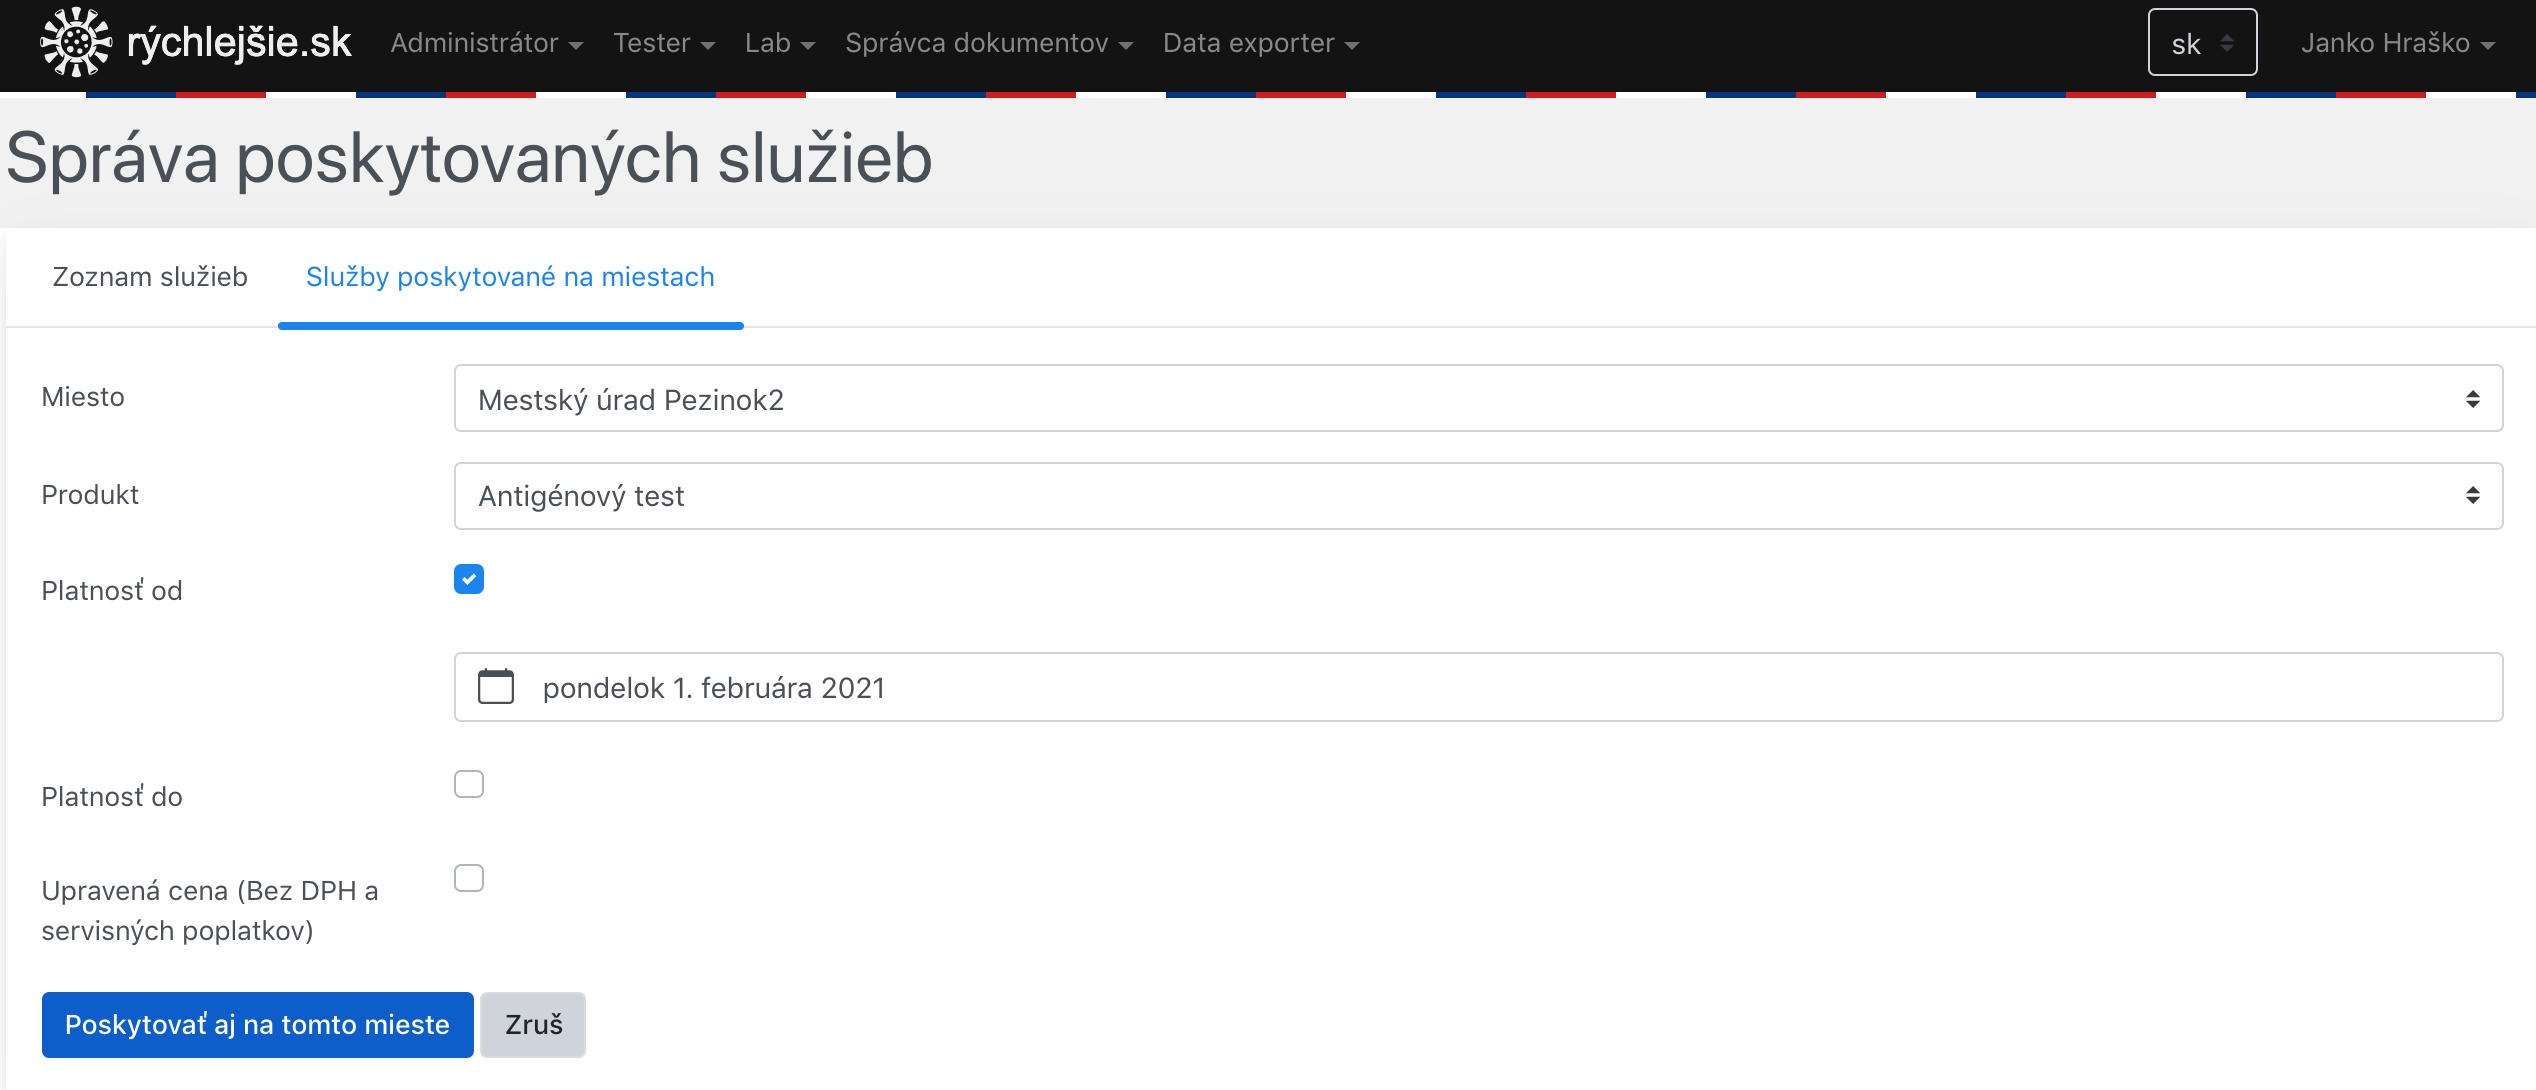 rýchlejšie.sk Administrátor Tester Lab Správca dokumentov Data exporter sk Janko Hraško
Správa poskytovaných služieb
Zoznam služieb Služby poskytované na miestach
Miesto Mestský úrad Pezinok2
Produkt Antigénový test
Platnosť od
pondelok 1. februára 2021
Platnosť do
Upravená cena (Bez DPH a
servisných poplatkov)
Poskytovať aj na tomto mieste Zruš